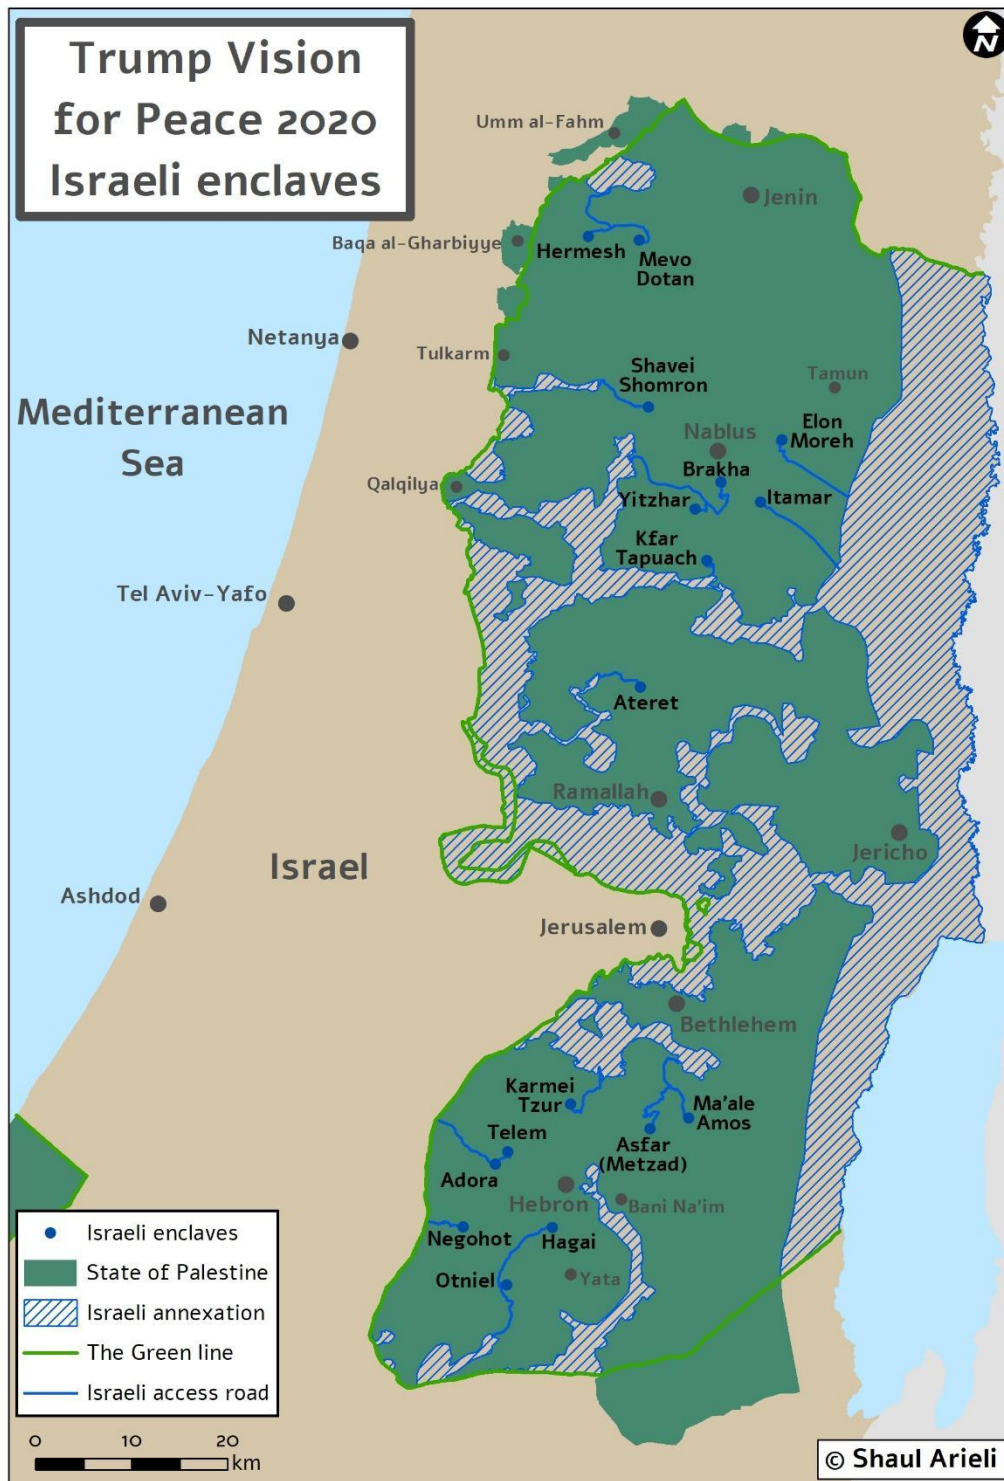 Trump Vision
for Peace 2020
Israeli enclaves
N
Umm al-Fahm
Jenin
Baqa al-Gharbiyye
Hermesh
Mevo
Dotan
Netanya
Tulkarm
Shavei
Shomron
Tamun
Mediterranean
Sea
Elon
Moreh
Nablus
Brakha
Qalqilya
Yitzhar
Itamar
Kfar
Tapuach
Tel Aviv-Yafo
Ateret
Ramallah
Jericho
Israel
Ashdod
Jerusalem
Bethlehem
Karmei
Tzur
Ma'ale
Amos
Telem
Asfar
(Metzad)
Adora
Hebron
Bani Na'im
Negohot
Hagai
Otniel
Yata
Israeli enclaves
State of Palestine
Israeli annexation
The Green line
Israeli access road
0 10 20
km
© Shaul Arieli